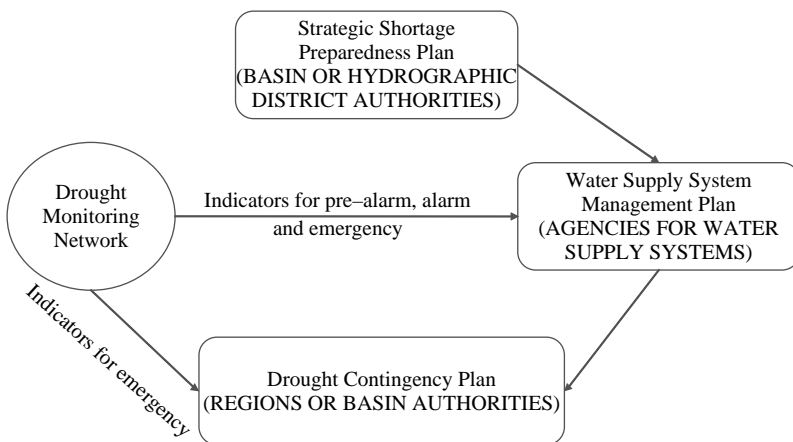 Strategic Shortage
Preparedness Plan
(BASIN OR HYDROGRAPHIC
DISTRICT AUTHORITIES)
Drought
Monitoring
Network
Indicators for pre–alarm, alarm
and emergency
Water Supply System
Management Plan
(AGENCIES FOR WATER
SUPPLY SYSTEMS)
Indicators for emergency
Drought Contingency Plan
(REGIONS OR BASIN AUTHORITIES)